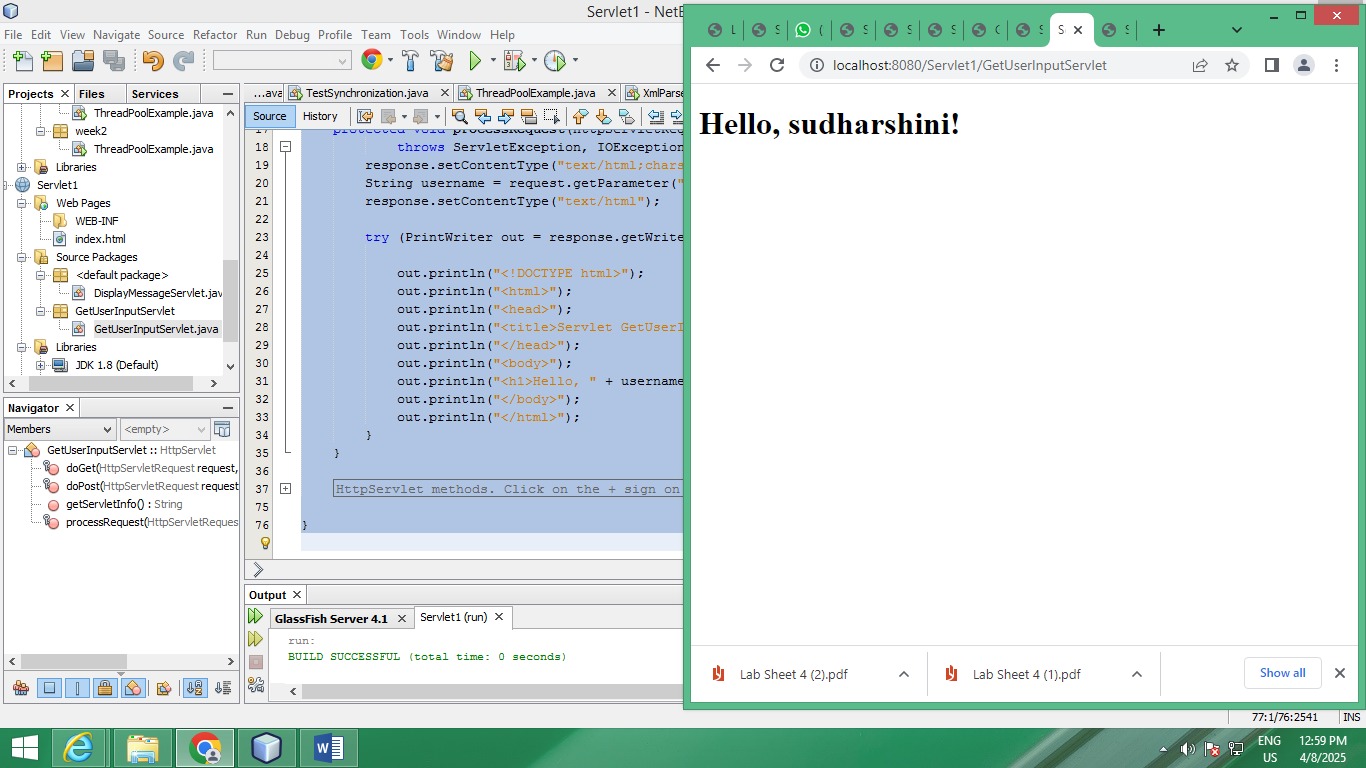 Servlet1 - NetB
File Edit View Navigate Source Refactor Run Debug Profile Team Tools Window Help
Projects Files Services
ThreadPoolExample.java
week2
ThreadPoolExample.java
Libraries
Servlet1
Web Pages
WEB-INF
index.html
Source Packages
<default package>
DisplayMessageServlet.jav
GetUserInputServlet
GetUserInputServlet.java
Libraries
JDK 1.8 (Default)
Navigator
Members <empty>
GetUserInputServlet :: HttpServlet
doGet(HttpServletRequest request,
doPost(HttpServletRequest request
getServletInfo() : String
processRequest(HttpServletReques
...ava TestSynchronization.java ThreadPoolExample.java XmlParse
Source History
17 protected void processRequest(HttpServletReq
18 throws ServletException, IOException
19 response.setContentType("text/html;chars
20 String username = request.getParameter("
21 response.setContentType("text/html");
22
23 try (PrintWriter out = response.getWrite
24
25 out.println("<!DOCTYPE html>");
26 out.println("<html>");
27 out.println("<head>");
28 out.println("<title>Servlet GetUserI
29 out.println("</head>");
30 out.println("<body>");
31 out.println("<h1>Hello, " + username
32 out.println("</body>");
33 out.println("</html>");
34 }
35 }
36
37 HttpServlet methods. Click on the + sign on
75
76 }
Output
GlassFish Server 4.1 Servlet1 (run)
run:
BUILD SUCCESSFUL (total time: 0 seconds)
77:1/76:2541 INS
L S ( S S S C S S S
localhost:8080/Servlet1/GetUserInputServlet
Hello, sudharshini!
Lab Sheet 4 (2).pdf Lab Sheet 4 (1).pdf Show all
ENG 12:59 PM
US 4/8/2025